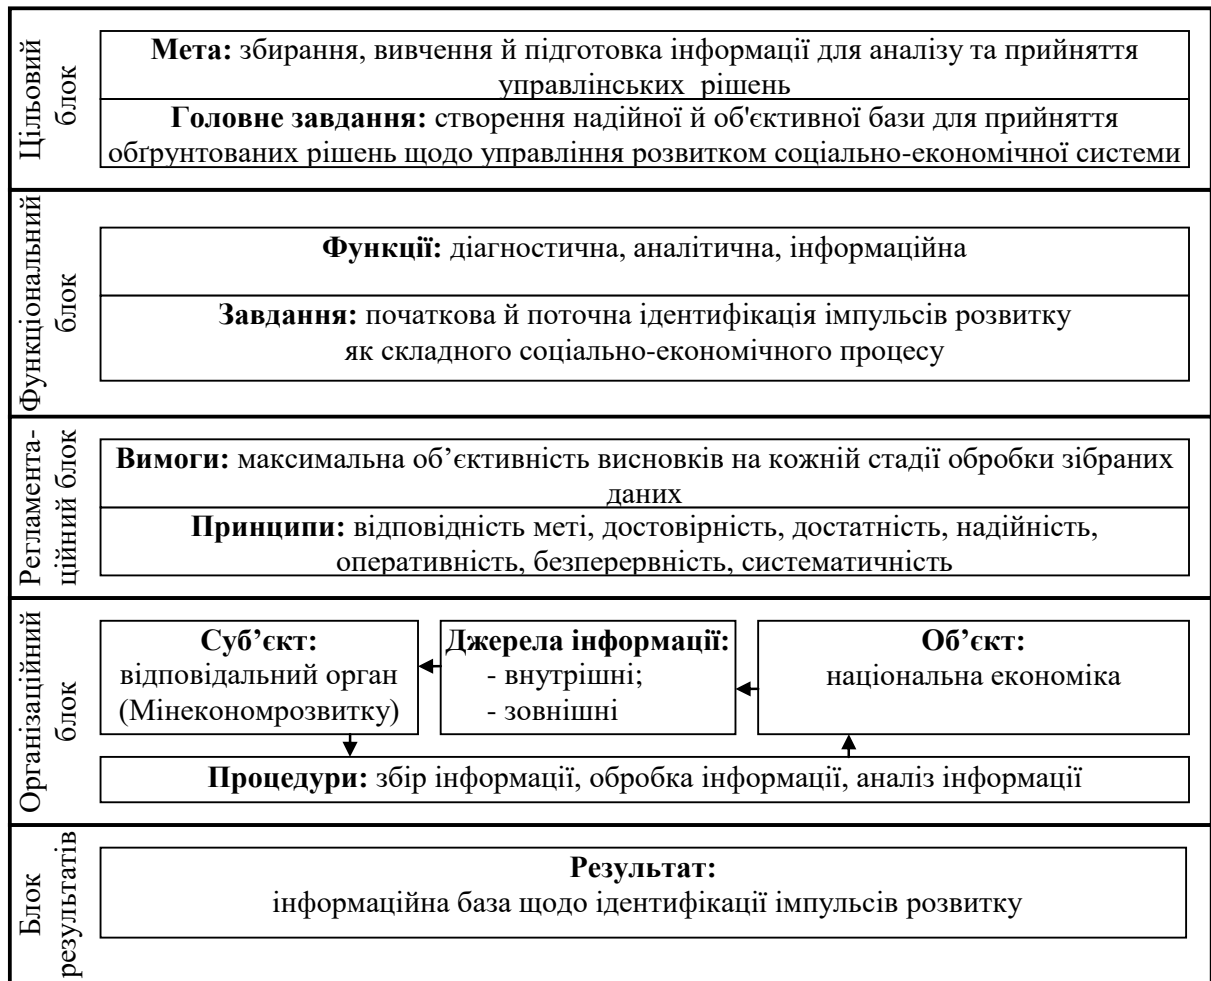 Цільовий
блок
Мета: збирання, вивчення й підготовка інформації для аналізу та прийняття
управлінських рішень
Головне завдання: створення надійної й об'єктивної бази для прийняття
обґрунтованих рішень щодо управління розвитком соціально-економічної системи
Функціональний
блок
Функції: діагностична, аналітична, інформаційна
Завдання: початкова й поточна ідентифікація імпульсів розвитку
як складного соціально-економічного процесу
Регламента-
ційний блок
Вимоги: максимальна об’єктивність висновків на кожній стадії обробки зібраних
даних
Принципи: відповідність меті, достовірність, достатність, надійність,
оперативність, безперервність, систематичність
Організаційний
блок
Суб’єкт:
відповідальний орган
(Мінекономрозвитку)
Джерела інформації:
- внутрішні;
- зовнішні
Об’єкт:
національна економіка
Процедури: збір інформації, обробка інформації, аналіз інформації
Блок
результатів
Результат:
інформаційна база щодо ідентифікації імпульсів розвитку